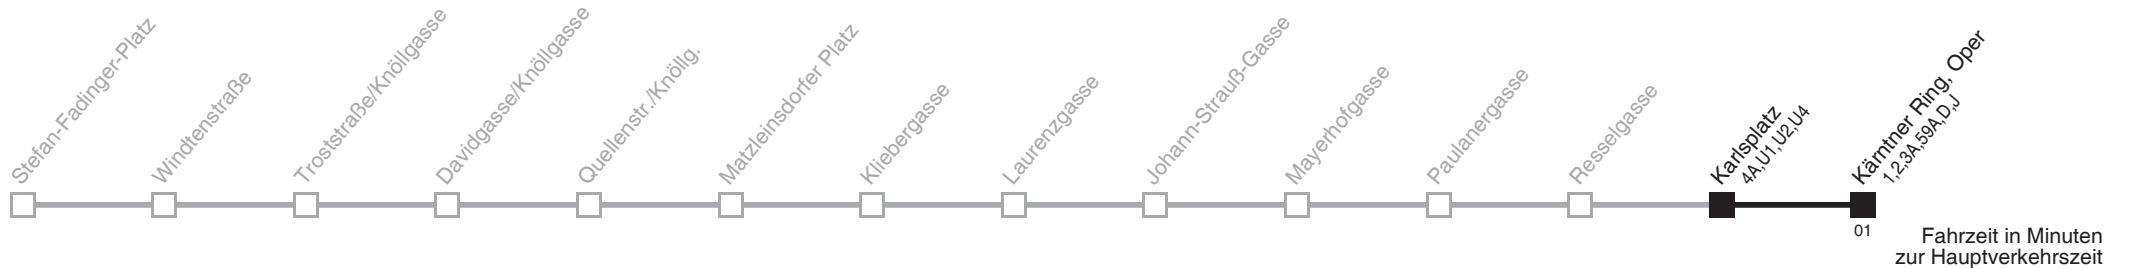 Stefan-Fadinger-Platz
Windtenstraße
Troststraße/Knöllgasse
Davidgasse/Knöllgasse
Quellenstr./Knöllg.
Matzleinsdorfer Platz
Kliebergasse
Laurenzgasse
Johann-Strauß-Gasse
Mayerhofgasse
Paulanergasse
Resselgasse
Karlsplatz
4A,U1,U2,U4
Kärntner Ring, Oper
1,2,3A,59A,D,J
01
Fahrzeit in Minuten
zur Hauptverkehrszeit